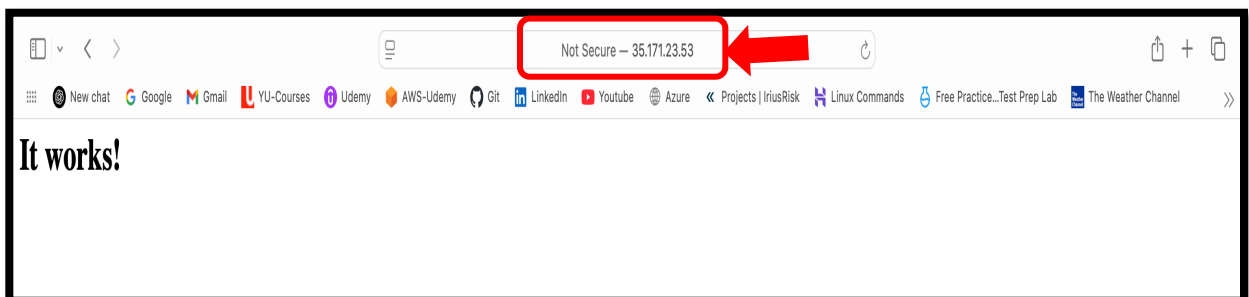 Not Secure — 35.171.23.53
New chat Google Gmail YU-Courses Udemy AWS-Udemy Git LinkedIn Youtube Azure Projects | IriusRisk Linux Commands Free Practice...Test Prep Lab The Weather Channel
It works!